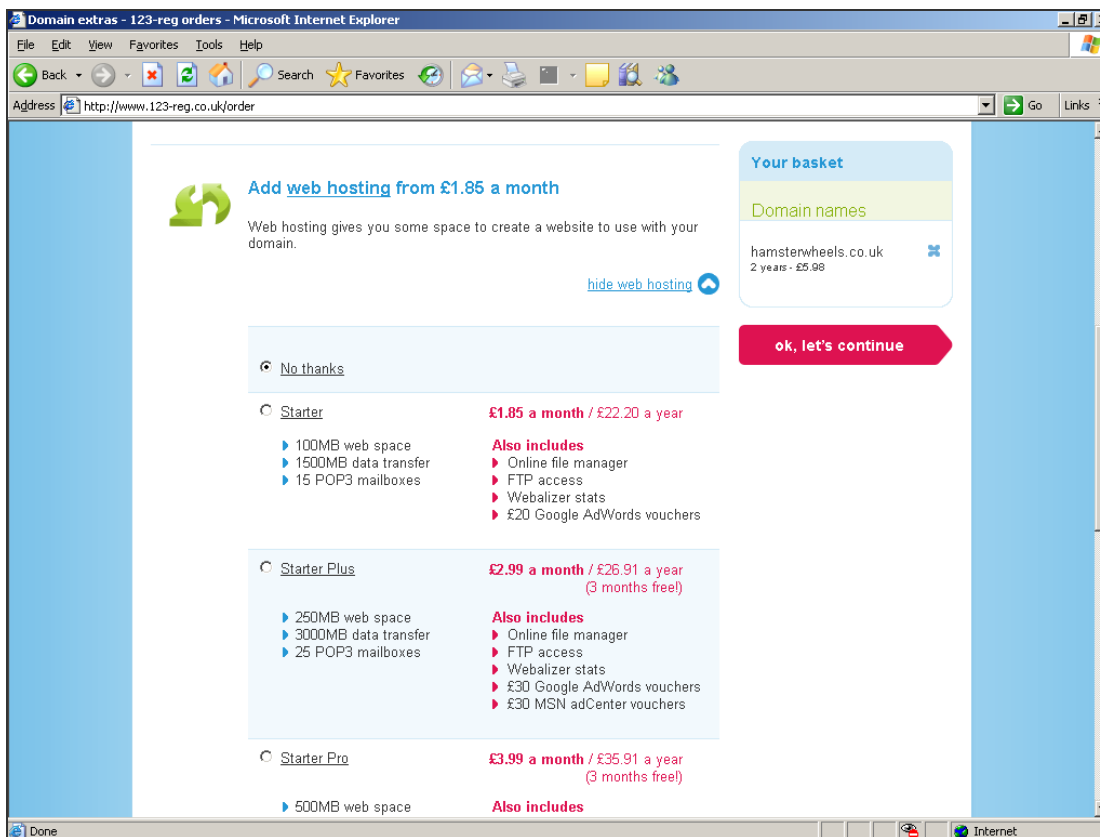 Domain extras - 123-reg orders - Microsoft Internet Explorer
File Edit View Favorites Tools Help
Back Search Favorites
Address http://www.123-reg.co.uk/order Go Links
Add web hosting from £1.85 a month
Web hosting gives you some space to create a website to use with your
domain.
hide web hosting
No thanks
Starter £1.85 a month / £22.20 a year
100MB web space
1500MB data transfer
15 POP3 mailboxes
Also includes
Online file manager
FTP access
Webalizer stats
£20 Google AdWords vouchers
Starter Plus £2.99 a month / £26.91 a year
(3 months free!)
250MB web space
3000MB data transfer
25 POP3 mailboxes
Also includes
Online file manager
FTP access
Webalizer stats
£30 Google AdWords vouchers
£30 MSN adCenter vouchers
Starter Pro £3.99 a month / £35.91 a year
(3 months free!)
500MB web space
Also includes
Your basket
Domain names
hamsterwheels.co.uk
2 years - £5.98
ok, let's continue
Done Internet